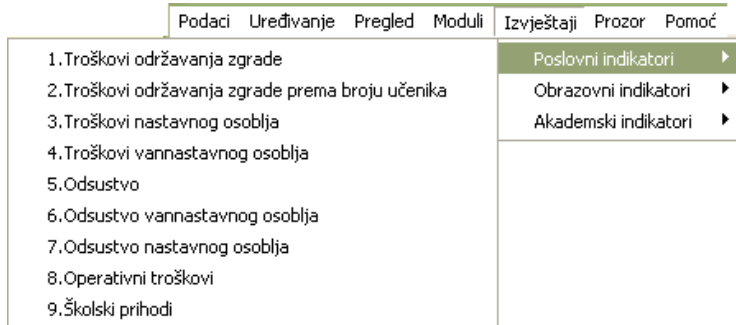 Podaci Uređivanje Pregled Moduli Izvještaji Prozor Pomoć
1.Troškovi održavanja zgrade
2.Troškovi održavanja zgrade prema broju učenika
3.Troškovi nastavnog osoblja
4.Troškovi vannastavnog osoblja
5.Odsustvo
6.Odsustvo vannastavnog osoblja
7.Odsustvo nastavnog osoblja
8.Operativni troškovi
9.Školski prihodi
Poslovni indikatori
Obrazovni indikatori
Akademski indikatori